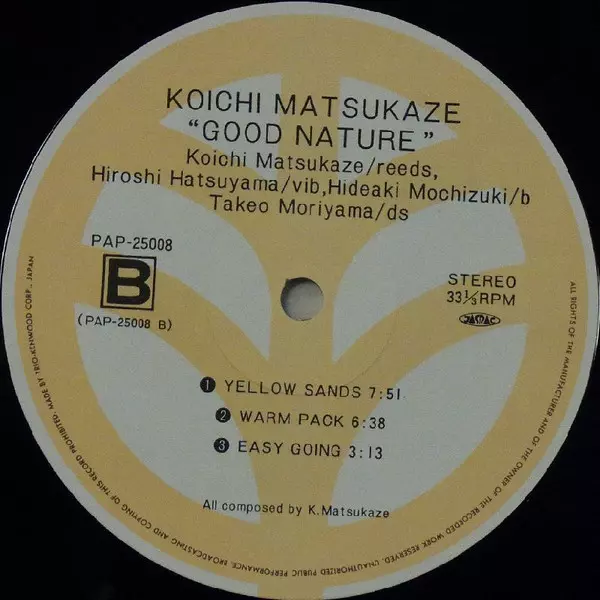 KOICHI MATSUKAZE
“GOOD NATURE”
Koichi Matsukaze/reeds,
Hiroshi Hatsuyama/vib,Hideaki Mochizuki/b
Takeo Moriyama/ds
PAP-25008
B
(PAP-25008 B)
STEREO
33⅓RPM
JASRAC
1 YELLOW SANDS 7:51
2 WARM PACK 6:38
3 EASY GOING 3:13
All composed by K.Matsukaze
ALL RIGHTS OF THE MANUFACTURER AND OF THE OWNER OF THE RECORDED WORK RESERVED. UNAUTHORIZED PUBLIC PERFORMANCE, BROADCASTING AND COPYING OF THIS RECORD PROHIBITED. MADE BY TRIO-KENWOOD CORP., JAPAN